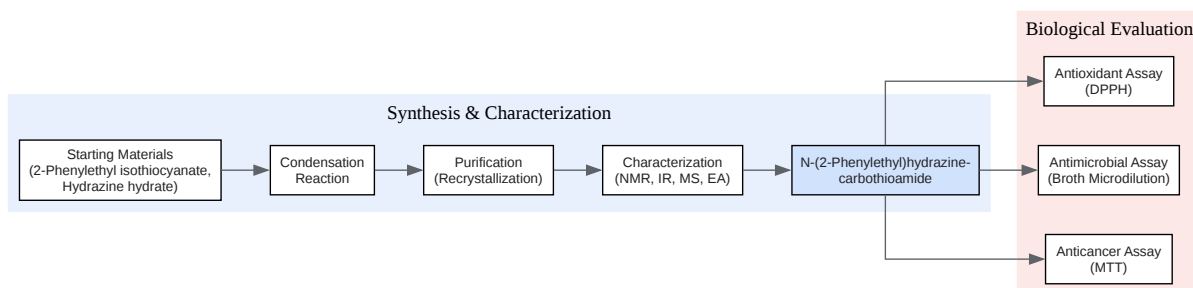 Biological Evaluation
Antioxidant Assay
(DPPH)
Synthesis & Characterization
Starting Materials
(2-Phenylethyl isothiocyanate,
Hydrazine hydrate)
Condensation
Reaction
Purification
(Recrystallization)
Characterization
(NMR, IR, MS, EA)
N-(2-Phenylethyl)hydrazine-
carbothioamide
Antimicrobial Assay
(Broth Microdilution)
Anticancer Assay
(MTT)